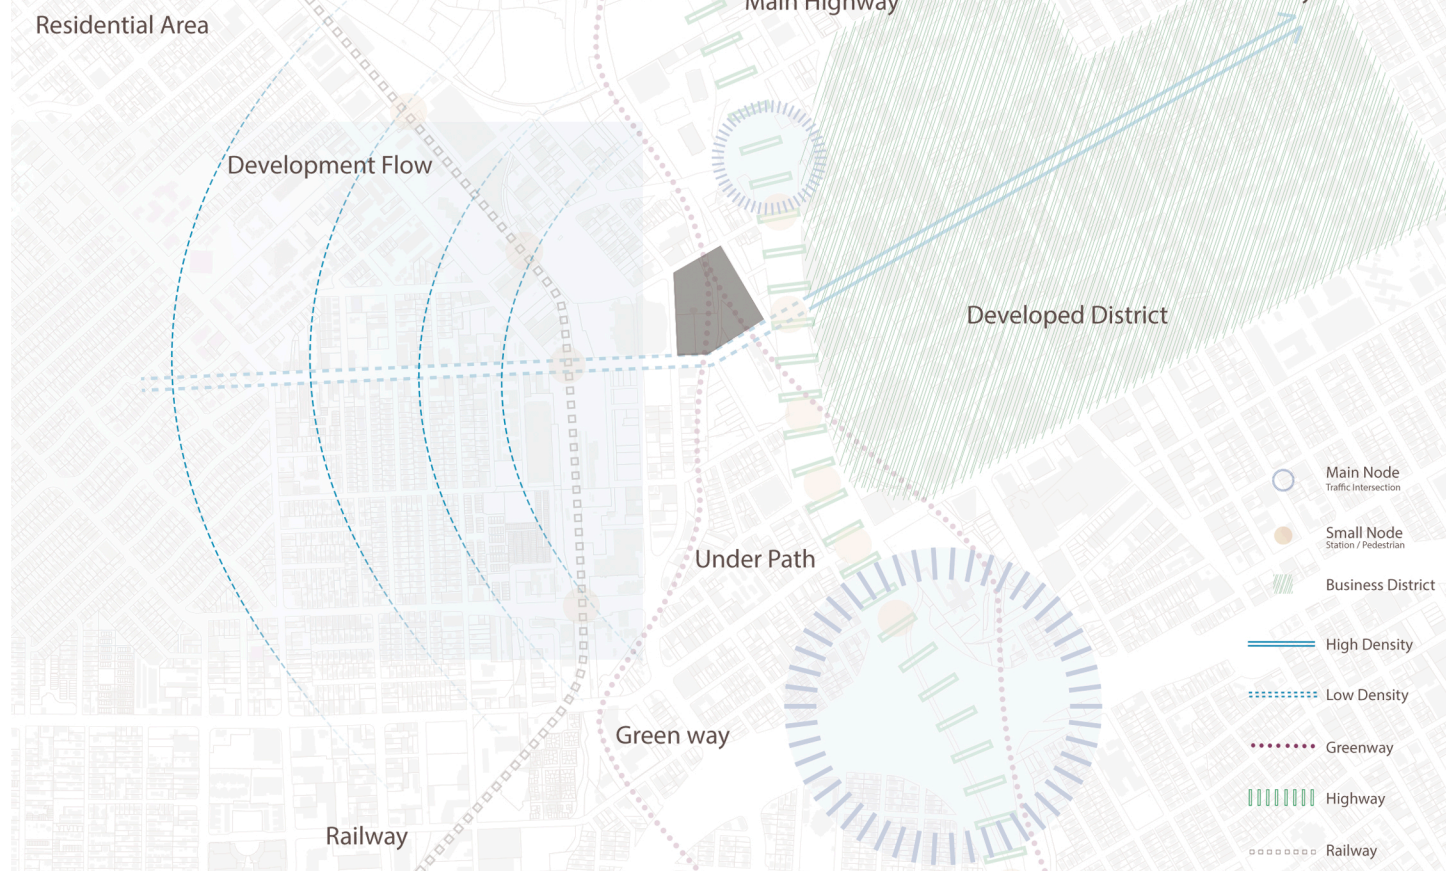 Main Highway
Residential Area
Development Flow
Developed District
Under Path
Green way
Railway
Main Node
Traffic Intersection
Small Node
Station / Pedestrian
Business District
High Density
Low Density
Greenway
Highway
Railway